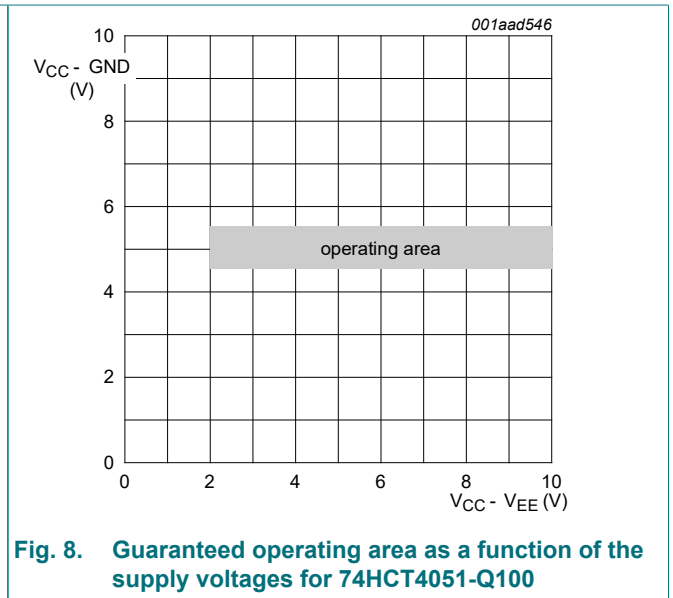 001aad546
10
VCC - GND
(V)
8
6
operating area
4
2
0
0 2 4 6 8 10
VCC - VEE (V)
Fig. 8. Guaranteed operating area as a function of the
supply voltages for 74HCT4051-Q100